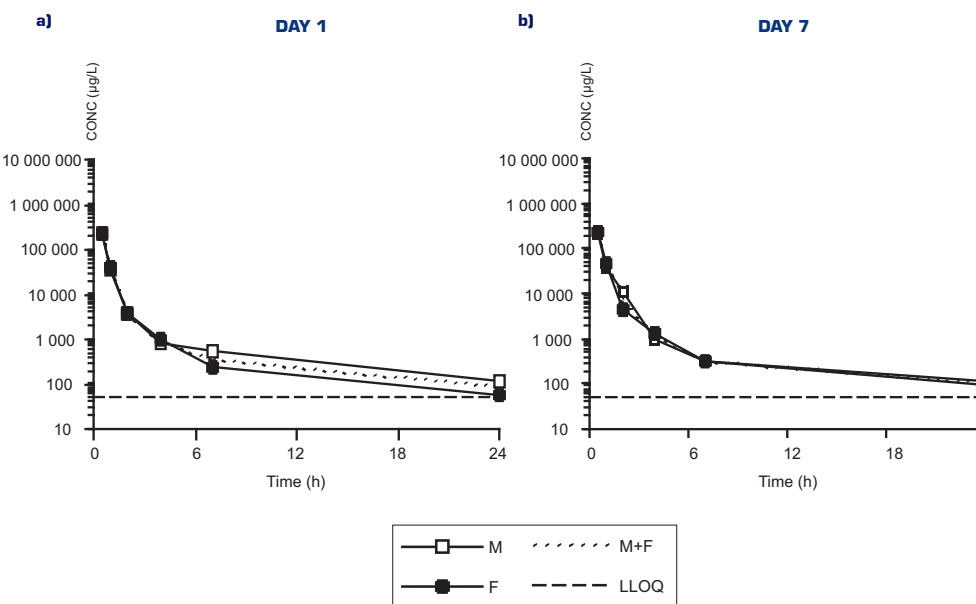 a)
DAY 1
CONC (µg/L)
10 000 000
1 000 000
100 000
10 000
1 000
100
10
0 6 12 18 24
Time (h)
b)
DAY 7
CONC (µg/L)
10 000 000
1 000 000
100 000
10 000
1 000
100
10
0 6 12 18
Time (h)
M M+F
F LLOQ